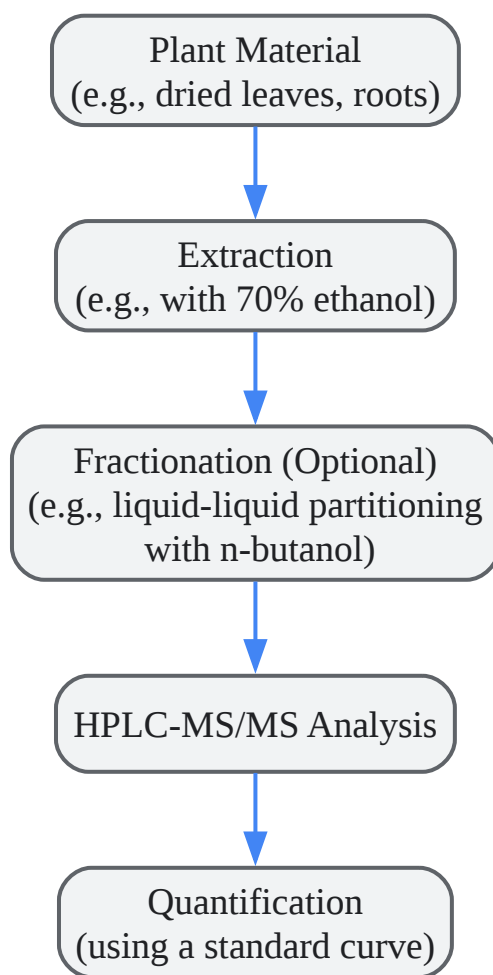 Plant Material
(e.g., dried leaves, roots)
Extraction
(e.g., with 70% ethanol)
Fractionation (Optional)
(e.g., liquid-liquid partitioning
with n-butanol)
HPLC-MS/MS Analysis
Quantification
(using a standard curve)